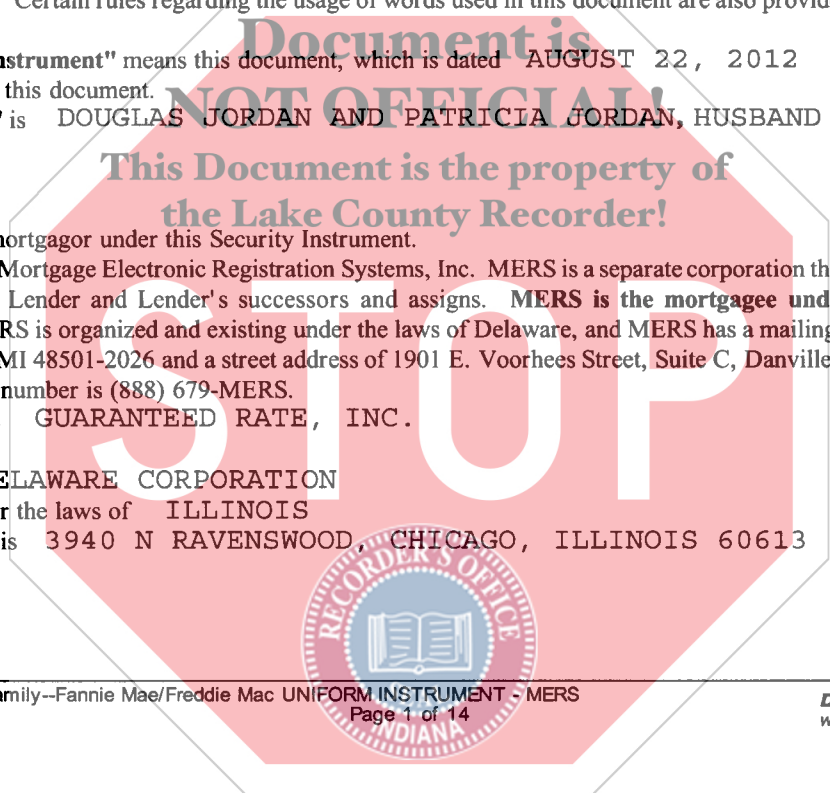 Certain rules regarding the usage of words used in this document are also provid
Document is
nstrument" means this document, which is dated AUGUST 22, 2012
this document.
NOT OFFICIAL!
' is DOUGLAS JORDAN AND PATRICIA JORDAN, HUSBAND
This Document is the property of
the Lake County Recorder!
ortgagor under this Security Instrument.
Mortgage Electronic Registration Systems, Inc. MERS is a separate corporation th
Lender and Lender's successors and assigns. MERS is the mortgagee und
RS is organized and existing under the laws of Delaware, and MERS has a mailing
MI 48501-2026 and a street address of 1901 E. Voorhees Street, Suite C, Danville
number is (888) 679-MERS.
GUARANTEED RATE, INC.
STOP
ELAWARE CORPORATION
r the laws of ILLINOIS
is 3940 N RAVENSWOOD, CHICAGO, ILLINOIS 60613
RECORDER'S OFFICE
amily--Fannie Mae/Freddie Mac UNIFORM INSTRUMENT - MERS
Page 1 of 14
INDIANA